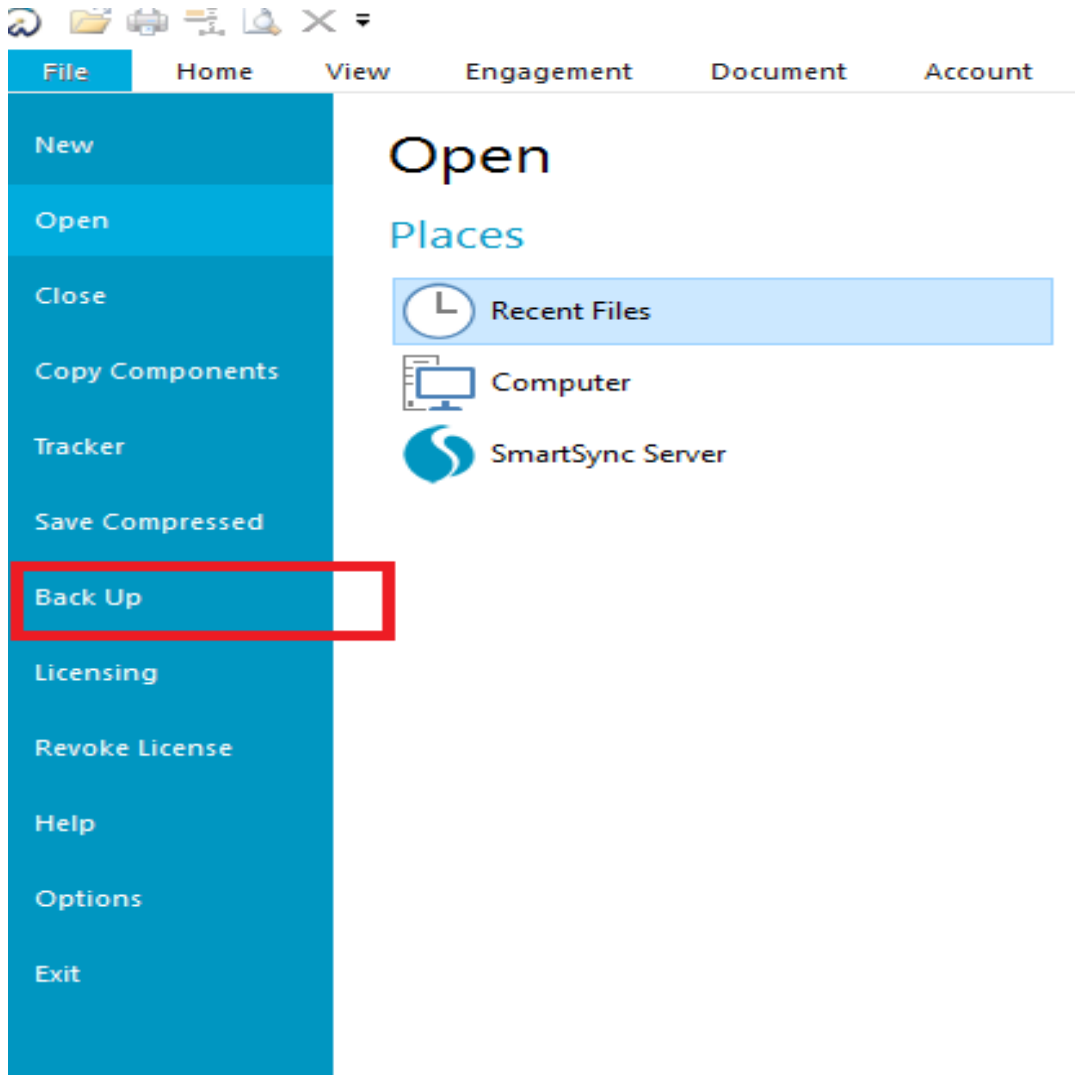 File Home View Engagement Document Account
New
Open
Close
Copy Components
Tracker
Save Compressed
Back Up
Licensing
Revoke License
Help
Options
Exit
Open
Places
Recent Files
Computer
SmartSync Server